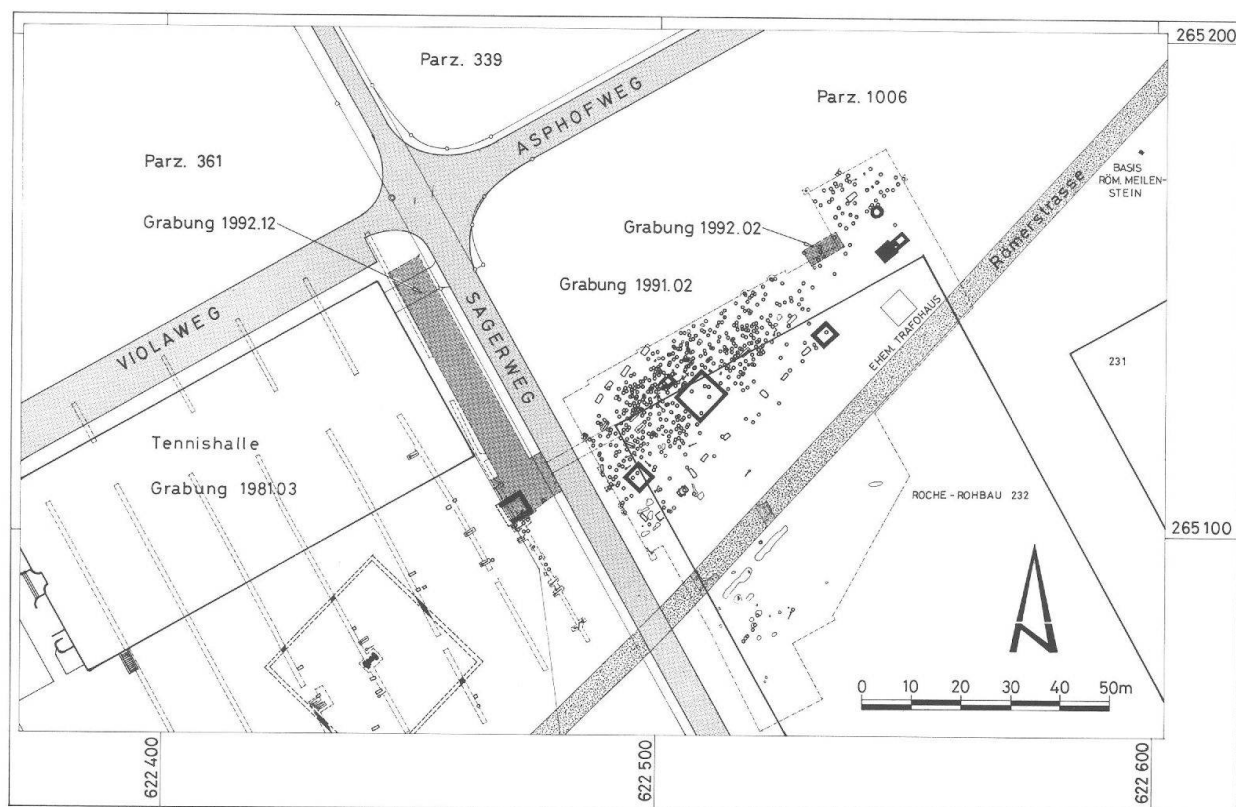 265 200
Parz. 339
ASPHOFWEG
Parz. 1006
Parz. 361
BASIS
RÖM. MEILEN-
STEIN
Römerstrasse
Grabung 1992.12
Grabung 1992.02
Grabung 1991.02
SAGERWEG
VIOLAWEG
EHEM. TRAFOHAUS
231
Tennishalle
Grabung 1981.03
ROCHE - ROHBAU 232
265 100
N
0 10 20 30 40 50m
622 400
622 500
622 600